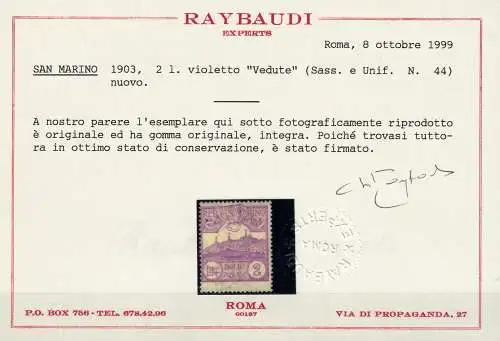 RAYBAUDI
EXPERTS
Roma, 8 ottobre 1999
SAN MARINO 1903, 2 l. violetto "Vedute" (Sass. e Unif. N. 44)
nuovo.
A nostro parere l'esemplare qui sotto fotograficamente riprodotto
è originale ed ha gomma originale, integra. Poiché trovasi tutto-
ra in ottimo stato di conservazione, è stato firmato.
2
ROMA
00187
P.O. BOX 756 - TEL. 678.42.96
VIA DI PROPAGANDA, 27